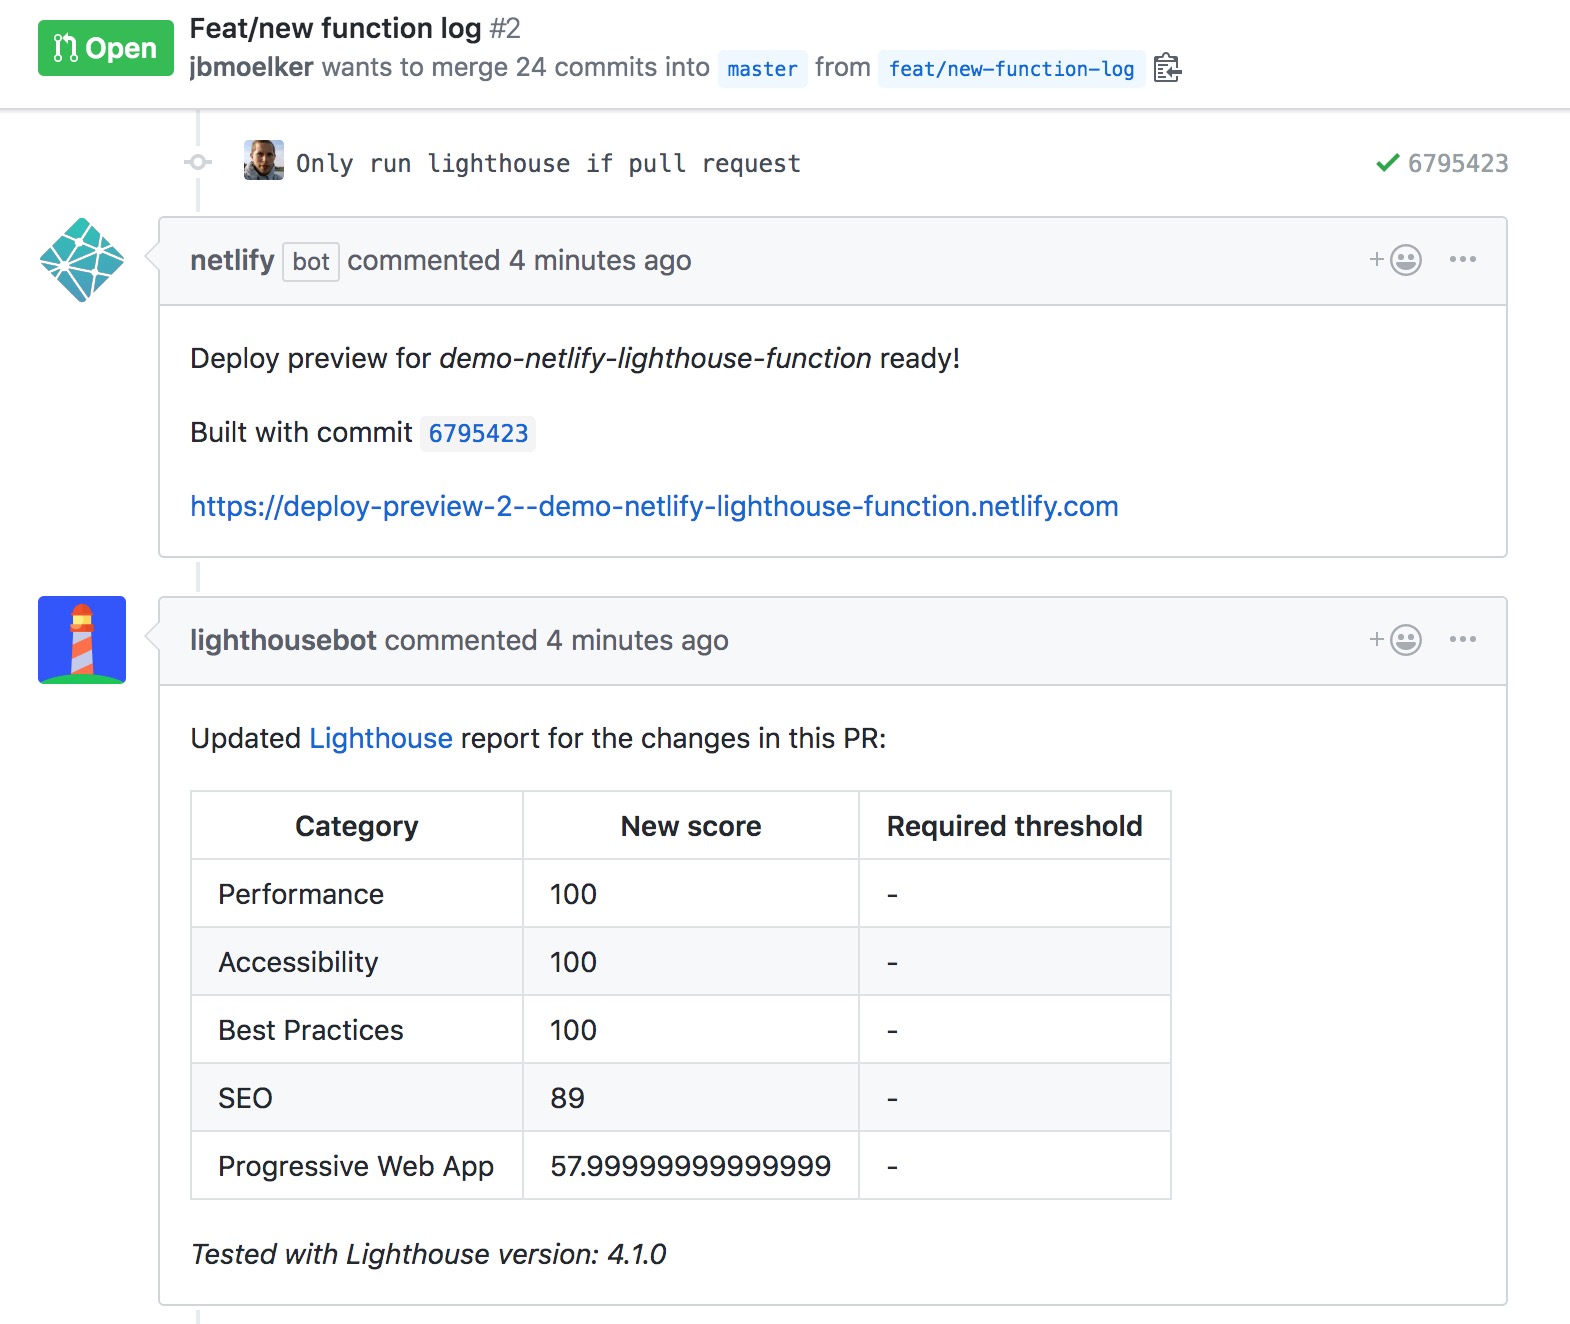 Open
Feat/new function log #2
jbmoelker wants to merge 24 commits into master from feat/new-function-log
Only run lighthouse if pull request 6795423
netlify bot commented 4 minutes ago
Deploy preview for demo-netlify-lighthouse-function ready!
Built with commit 6795423
https://deploy-preview-2--demo-netlify-lighthouse-function.netlify.com
lighthousebot commented 4 minutes ago
Updated Lighthouse report for the changes in this PR:
Category New score Required threshold
Performance 100 -
Accessibility 100 -
Best Practices 100 -
SEO 89 -
Progressive Web App 57.99999999999999 -
Tested with Lighthouse version: 4.1.0